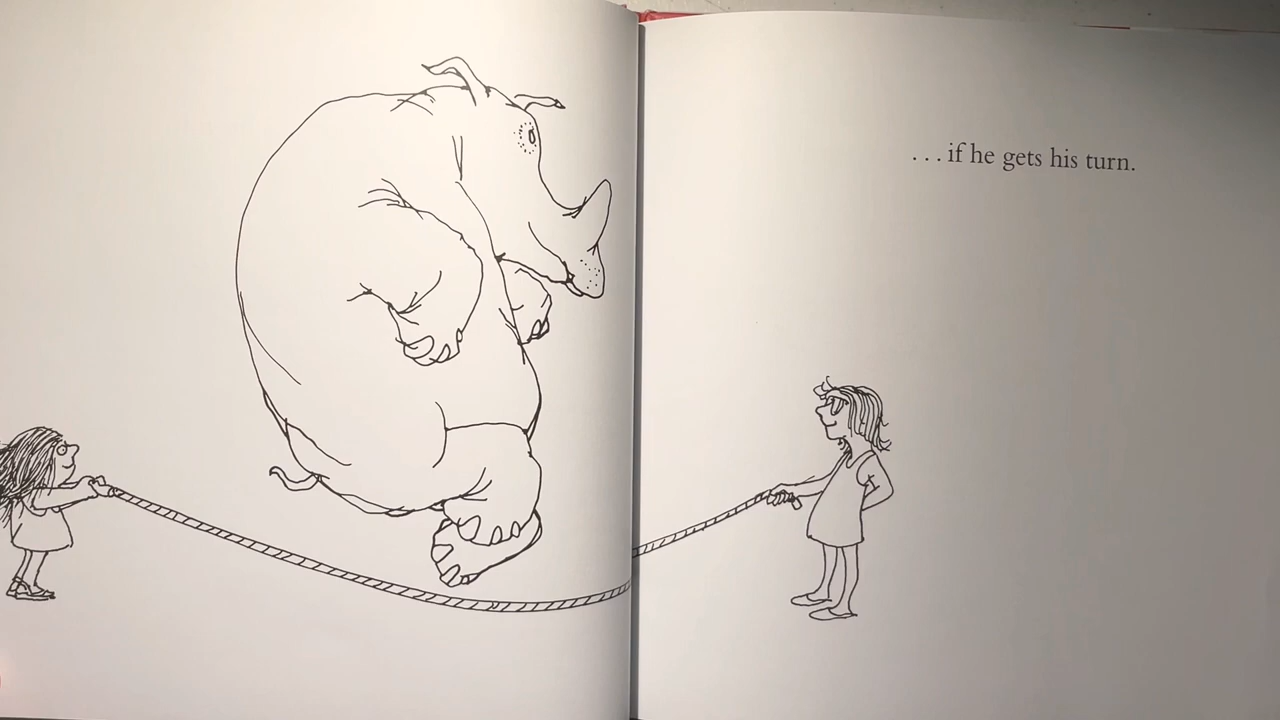 . . . if he gets his turn.